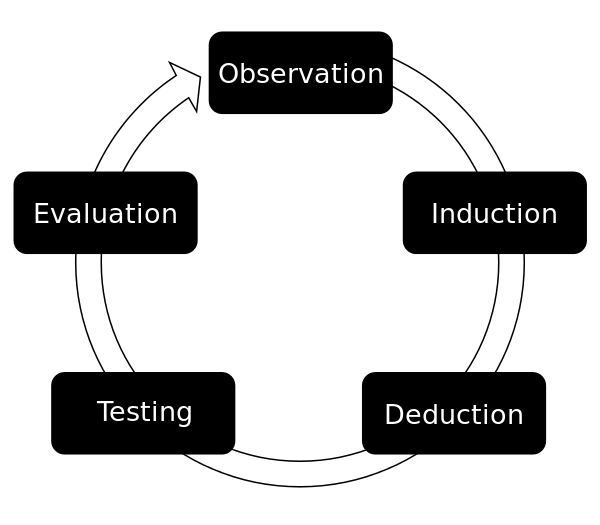 Observation
Induction
Deduction
Testing
Evaluation